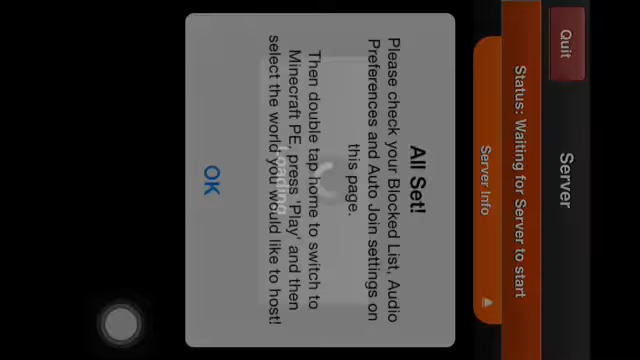 Quit
Server
Status: Waiting for Server to start
Server Info
All Set!
Please check your Blocked List, Audio
Preferences and Auto Join settings on
this page.
Then double tap home to switch to
Minecraft PE, press 'Play' and then
select the world you would like to host!
Loading
OK